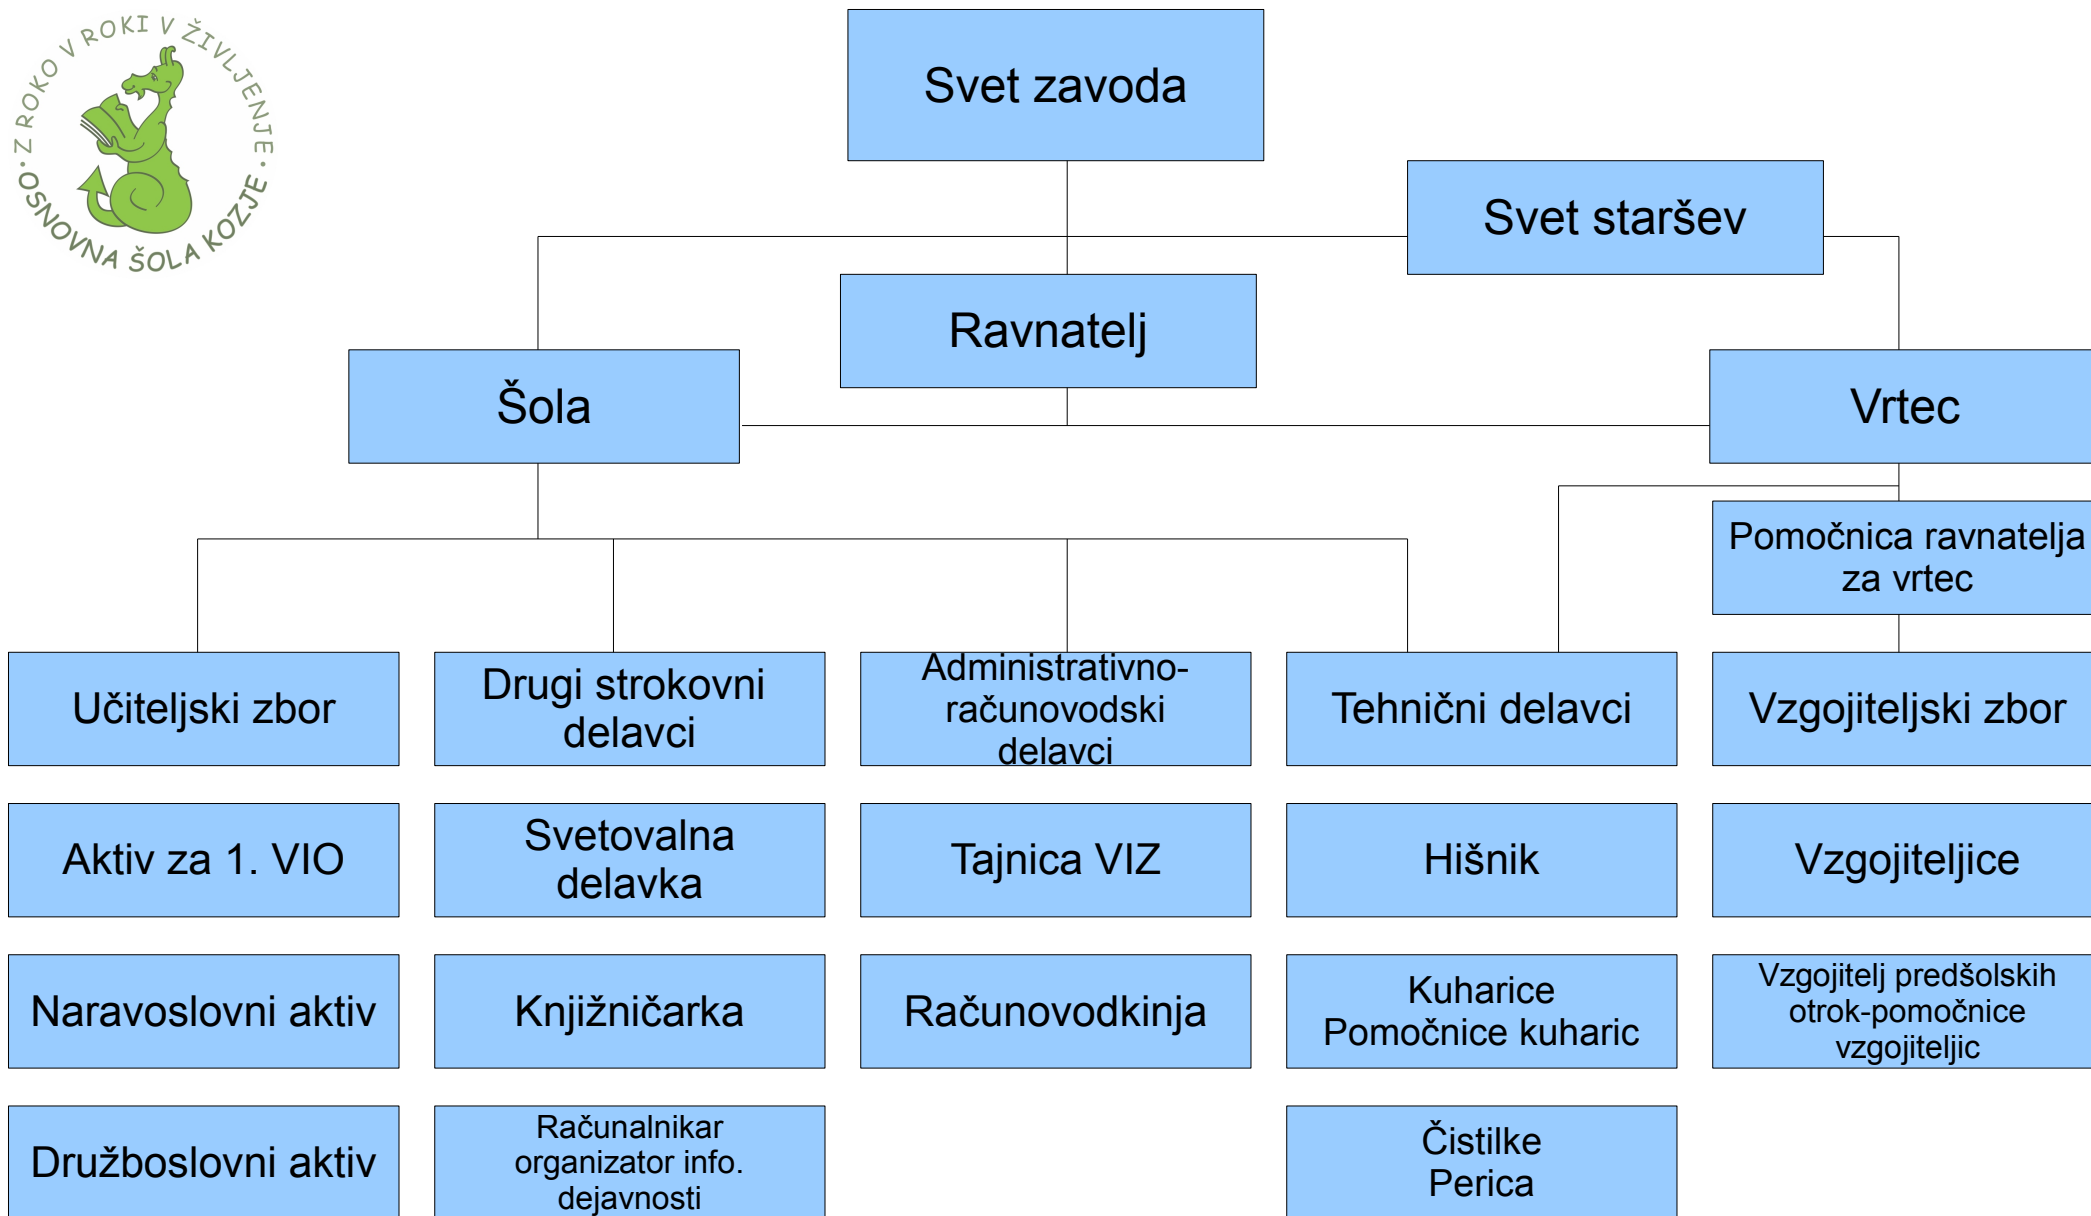 Z ROKO V ROKI V ŽIVLJENJE
OSNOVNA ŠOLA KOZJE
Svet zavoda
Svet staršev
Ravnatelj
Šola
Vrtec
Pomočnica ravnatelja
za vrtec
Učiteljski zbor
Drugi strokovni
delavci
Administrativno-
računovodski
delavci
Tehnični delavci
Vzgojiteljski zbor
Aktiv za 1. VIO
Svetovalna
delavka
Tajnica VIZ
Hišnik
Vzgojiteljice
Naravoslovni aktiv
Knjižničarka
Računovodkinja
Kuharice
Pomočnice kuharic
Vzgojitelj predšolskih
otrok-pomočnice
vzgojiteljic
Družboslovni aktiv
Računalnikar
organizator info.
dejavnosti
Čistilke
Perica